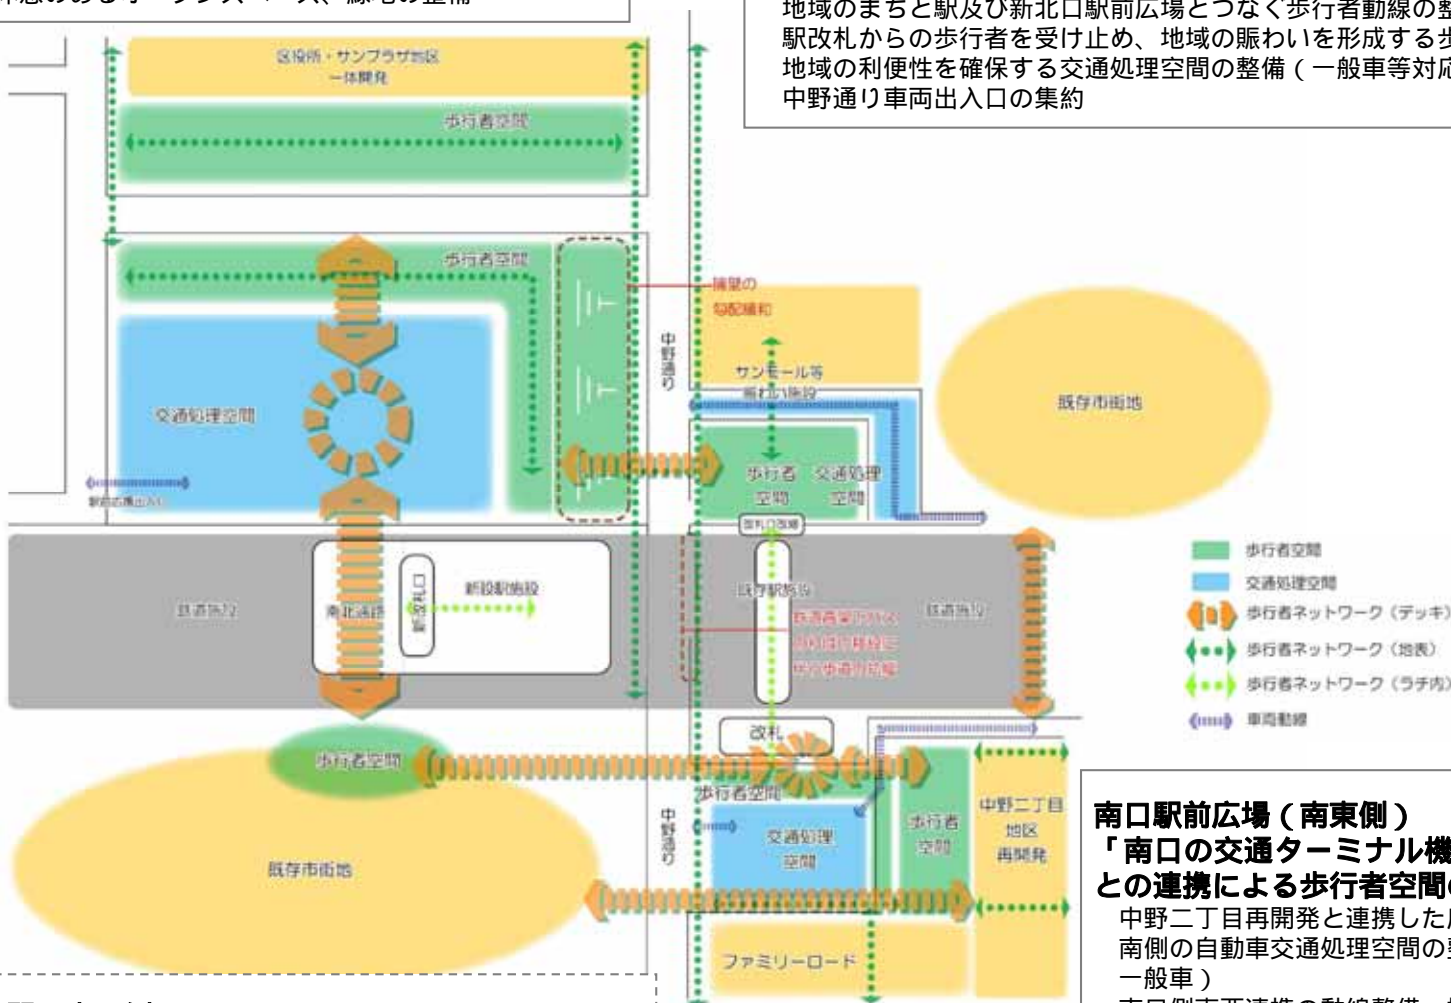 地域のまちと駅及び新北口駅前広場とつなぐ歩行者動線の整
駅改札からの歩行者を受け止め、地域の賑わいを形成する歩
地域の利便性を確保する交通処理空間の整備（一般車等対応
中野通り車両出入口の集約
区役所・サンプラザ地区
一体開発
歩行者空間
歩行者空間
擁壁の
勾配緩和
中野通り
サンモール等
賑わい施設
既存市街地
交通処理空間
歩行者
空間
交通処理
空間
改札口改修
鉄道施設
南北通路
新改札口
新設駅施設
既存駅施設
鉄道施設
歩行者空間
交通処理空間
歩行者ネットワーク（デッキ）
歩行者ネットワーク（地表）
歩行者ネットワーク（ラチ内）
車両動線
改札
歩行者空間
歩行者空間
中野通り
交通処理
空間
歩行者
空間
中野二丁目
地区
再開発
既存市街地
ファミリーロード
南口駅前広場（南東側）
「南口の交通ターミナル機
との連携による歩行者空間
中野二丁目再開発と連携した
南側の自動車交通処理空間の
一般車）